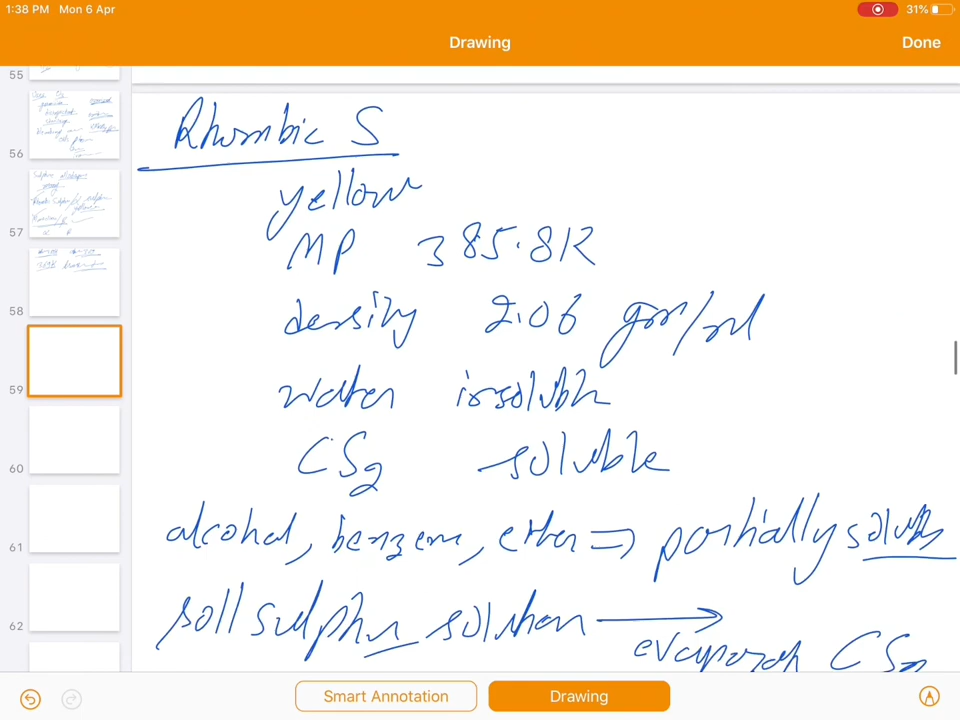 1:38 PM Mon 6 Apr
31%
Drawing
Done
55
56
57
58
59
60
61
62
Rhombic S
yellow
MP 385.8K
density 2.06 gm/ml
water insoluble
CS2 soluble
alcohal, benzene, ether => partially soluble
roll sulphur solution
evaporate CS2
Smart Annotation
Drawing